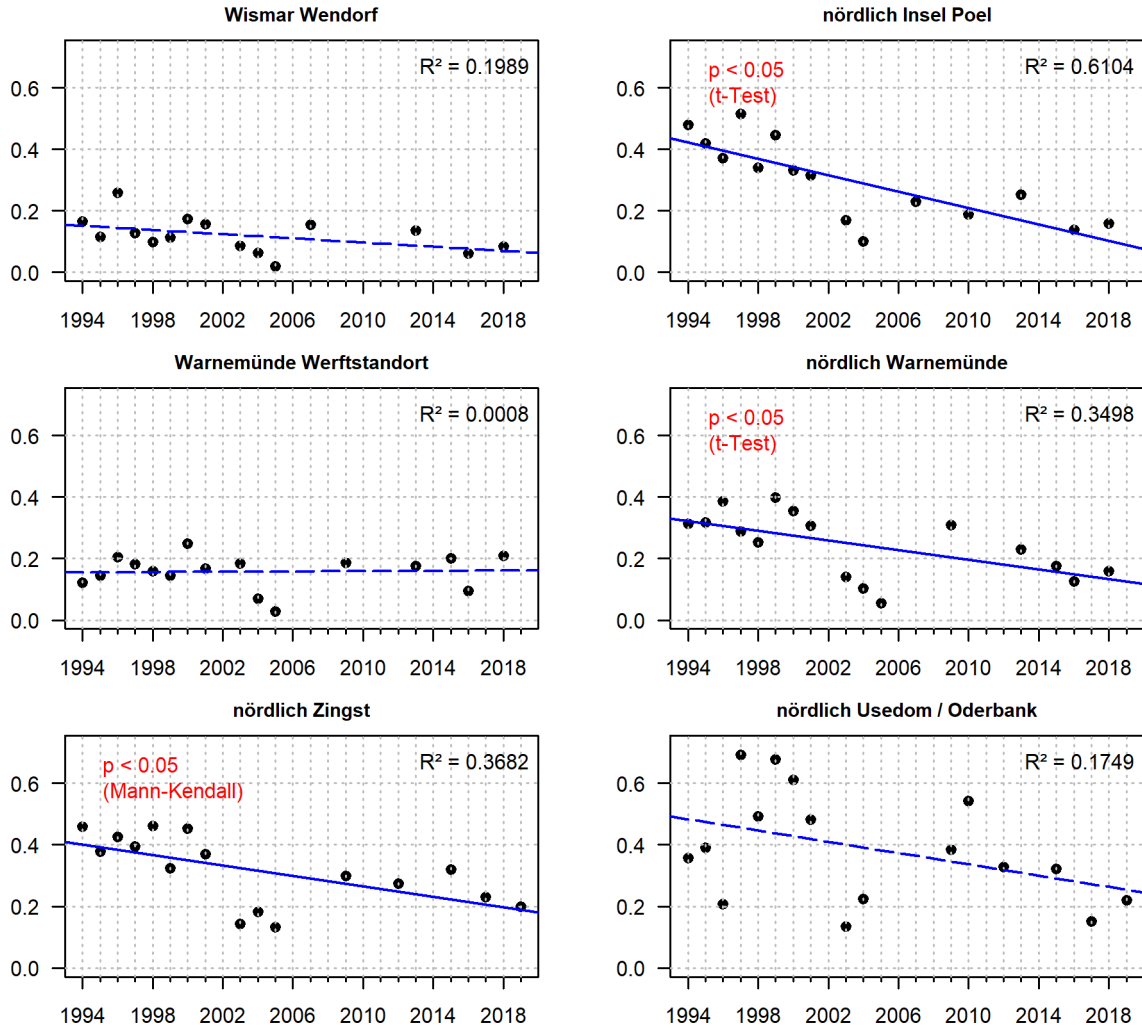 Wismar Wendorf
R² = 0.1989
0.6
0.4
0.2
0.0
1994 1998 2002 2006 2010 2014 2018
nördlich Insel Poel
p < 0.05
(t-Test)
R² = 0.6104
0.6
0.4
0.2
0.0
1994 1998 2002 2006 2010 2014 2018
Warnemünde Werftstandort
R² = 0.0008
0.6
0.4
0.2
0.0
1994 1998 2002 2006 2010 2014 2018
nördlich Warnemünde
p < 0.05
(t-Test)
R² = 0.3498
0.6
0.4
0.2
0.0
1994 1998 2002 2006 2010 2014 2018
nördlich Zingst
p < 0.05
(Mann-Kendall)
R² = 0.3682
0.6
0.4
0.2
0.0
1994 1998 2002 2006 2010 2014 2018
nördlich Usedom / Oderbank
R² = 0.1749
0.6
0.4
0.2
0.0
1994 1998 2002 2006 2010 2014 2018